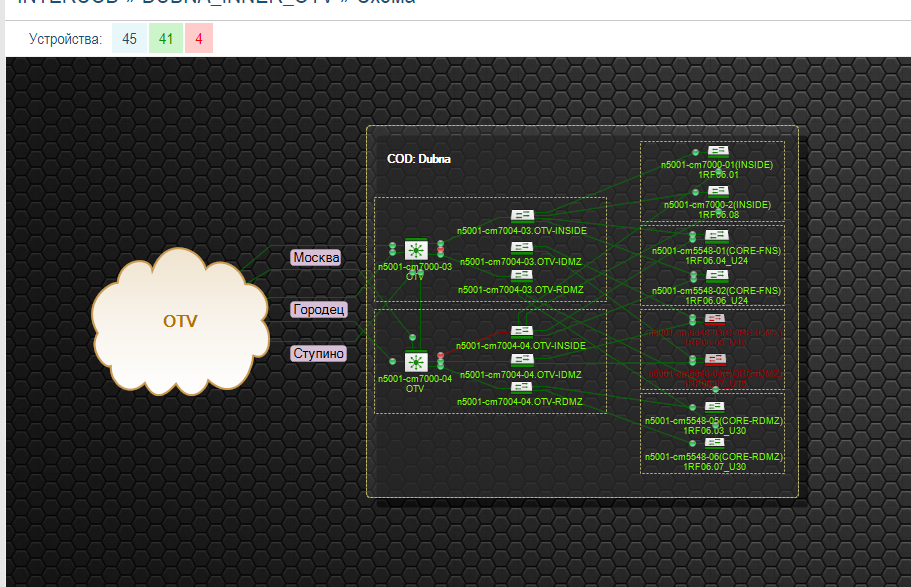 Устройства: 45 41 4
COD: Dubna
OTV
Москва
Городец
Ступино
n5001-cm7000-03
OTV
n5001-cm7004-03.OTV-INSIDE
n5001-cm7004-03.OTV-IDMZ
n5001-cm7004-03.OTV-RDMZ
n5001-cm7000-04
OTV
n5001-cm7004-04.OTV-INSIDE
n5001-cm7004-04.OTV-IDMZ
n5001-cm7004-04.OTV-RDMZ
n5001-cm7000-01(INSIDE)
1RF06.01
n5001-cm7000-2(INSIDE)
1RF06.08
n5001-cm5548-01(CORE-FNS)
1RF06.04_U24
n5001-cm5548-02(CORE-FNS)
1RF06.06_U24
n5001-cm5548-05(CORE-RDMZ)
1RF06.03_U30
n5001-cm5548-06(CORE-RDMZ)
1RF06.07_U30